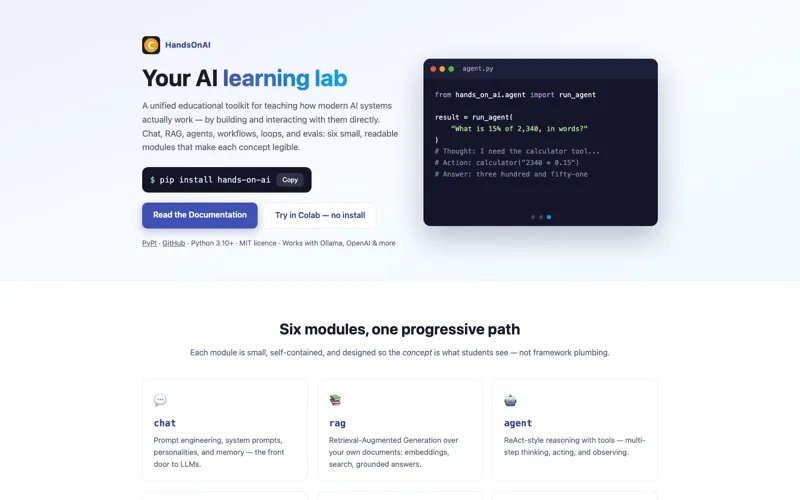 HandsOnAI
Your AI learning lab
A unified educational toolkit for teaching how modern AI systems
actually work — by building and interacting with them directly.
Chat, RAG, agents, workflows, loops, and evals: six small, readable
modules that make each concept legible.
$ pip install hands-on-ai Copy
Read the Documentation Try in Colab — no install
PyPI · GitHub · Python 3.10+ · MIT licence · Works with Ollama, OpenAI & more
agent.py
from hands_on_ai.agent import run_agent
result = run_agent(
"What is 15% of 2,340, in words?"
)
# Thought: I need the calculator tool...
# Action: calculator("2340 * 0.15")
# Answer: three hundred and fifty-one
Six modules, one progressive path
Each module is small, self-contained, and designed so the concept is what students see — not framework plumbing.
chat
Prompt engineering, system prompts,
personalities, and memory — the front
door to LLMs.
rag
Retrieval-Augmented Generation over
your own documents: embeddings,
search, grounded answers.
agent
ReAct-style reasoning with tools — multi-
step thinking, acting, and observing.